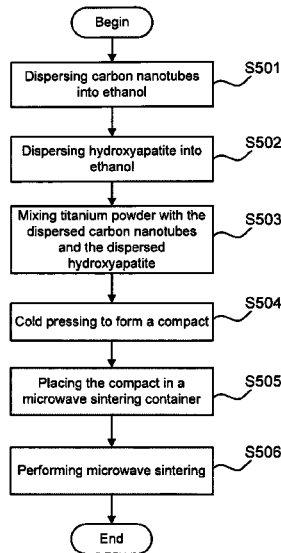 Begin
S501
Dispersing carbon nanotubes
into ethanol
S502
Dispersing hydroxyapatite into
ethanol
S503
Mixing titanium powder with the
dispersed carbon nanotubes
and the dispersed
hydroxyapatite
S504
Cold pressing to form a compact
S505
Placing the compact in a
microwave sintering container
S506
Performing microwave sintering
End